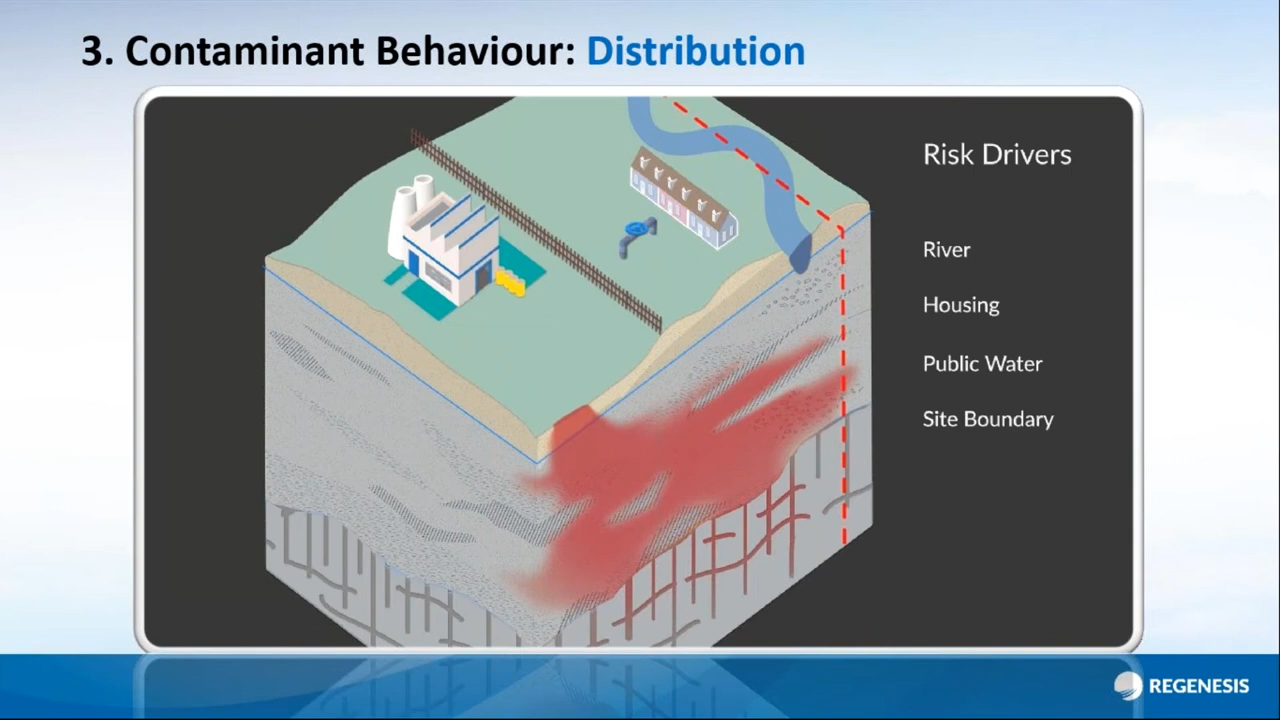 3. Contaminant Behaviour: Distribution
Risk Drivers
River
Housing
Public Water
Site Boundary
REGENESIS